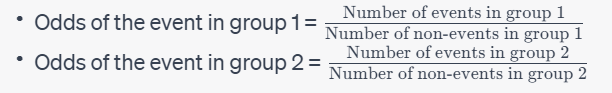 • Odds of the event in group 1 = Number of events in group 1 / Number of non-events in group 1
• Odds of the event in group 2 = Number of events in group 2 / Number of non-events in group 2